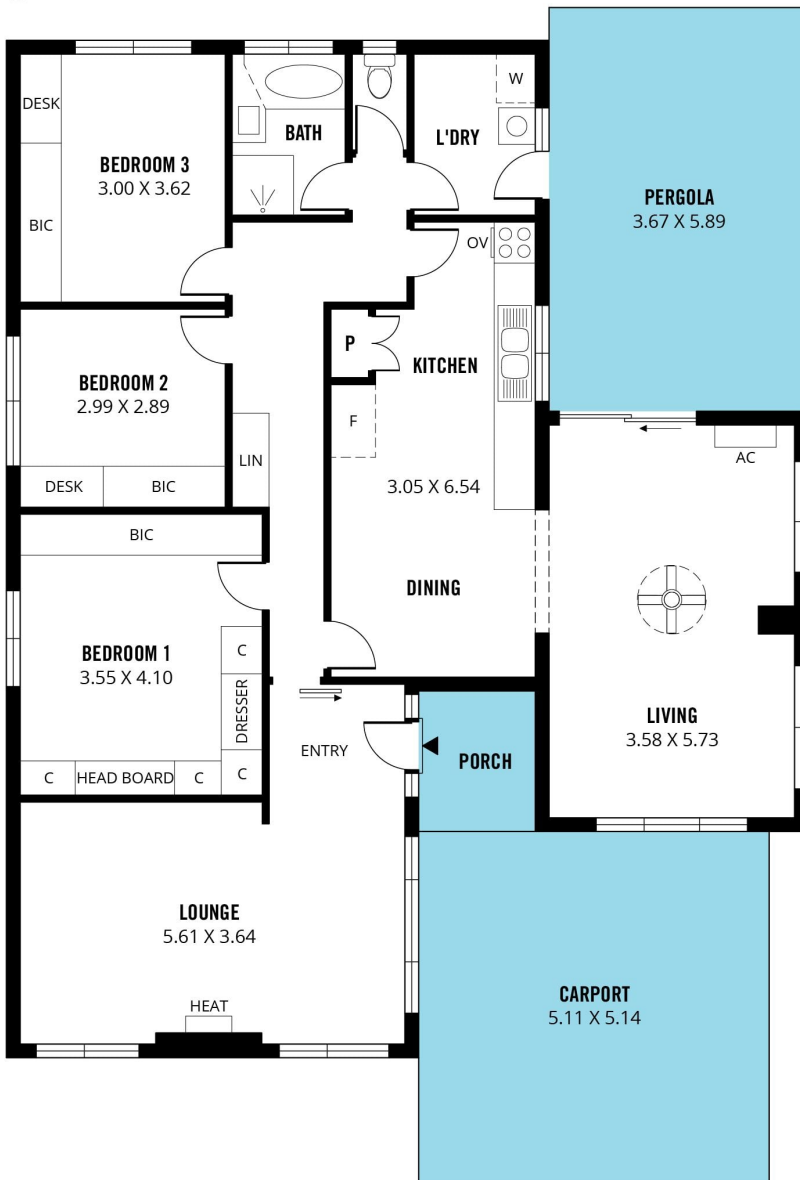 DESK
BEDROOM 3
3.00 X 3.62
BIC
BATH
L'DRY
W
PERGOLA
3.67 X 5.89
OV
BEDROOM 2
2.99 X 2.89
DESK
BIC
LIN
P
KITCHEN
F
3.05 X 6.54
DINING
AC
BIC
BEDROOM 1
3.55 X 4.10
C
DRESSER
C
HEAD BOARD
C
C
ENTRY
PORCH
LIVING
3.58 X 5.73
LOUNGE
5.61 X 3.64
HEAT
CARPORT
5.11 X 5.14